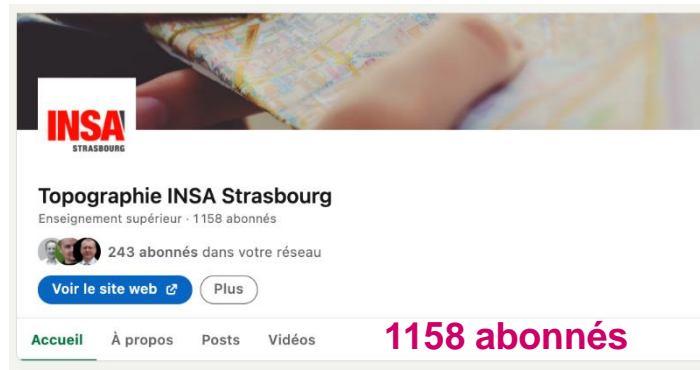 INSA
STRASBOURG
Topographie INSA Strasbourg
Enseignement supérieur · 1158 abonnés
243 abonnés dans votre réseau
Voir le site web Plus
Accueil À propos Posts Vidéos
1158 abonnés